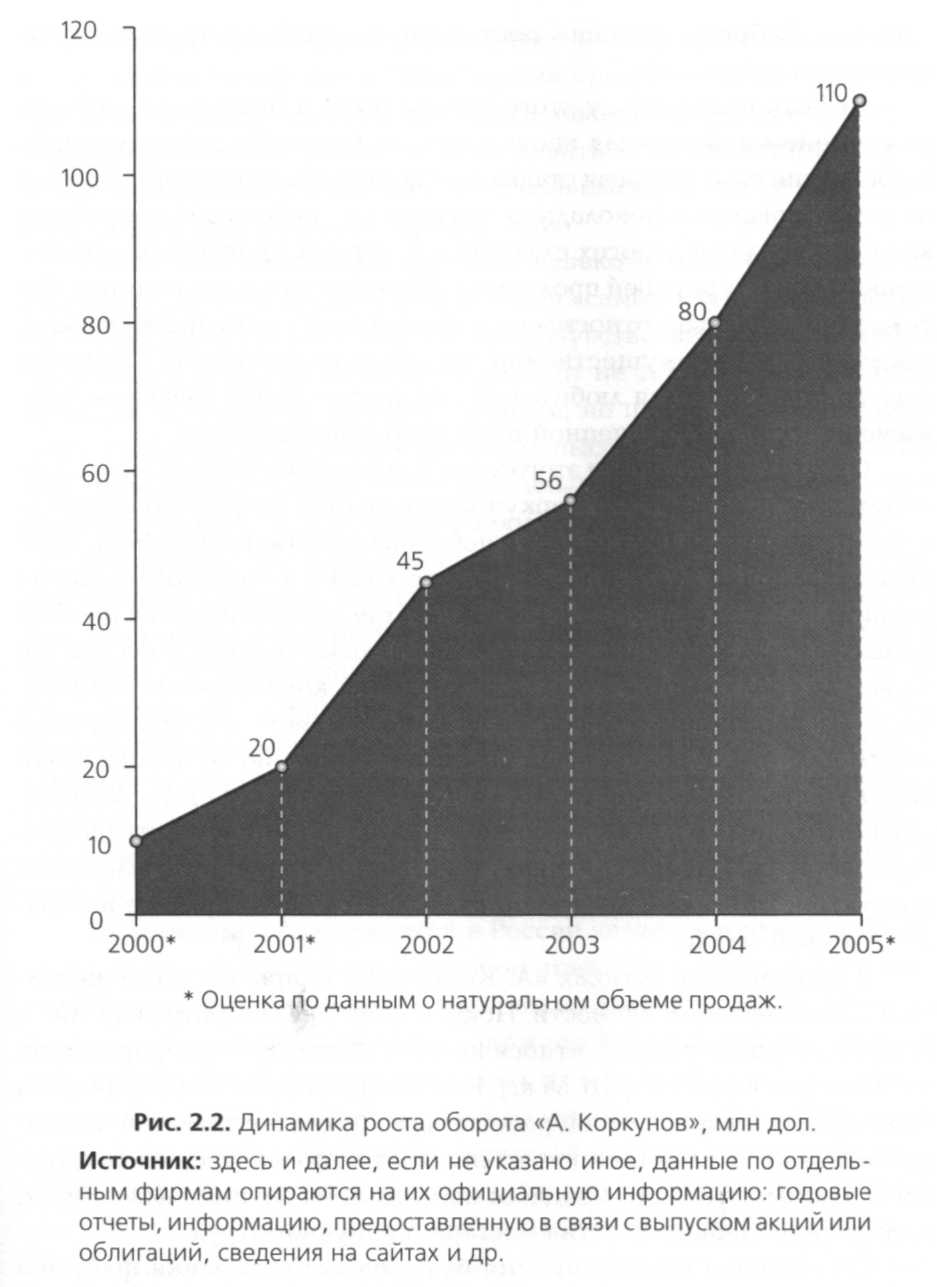 120
110
100
80
80
60
56
45
40
20
20
10
0
2000* 2001* 2002 2003 2004 2005*
* Оценка по данным о натуральном объеме продаж.
Рис. 2.2. Динамика роста оборота «А. Коркунов», млн дол.
Источник: здесь и далее, если не указано иное, данные по отдель-
ным фирмам опираются на их официальную информацию: годовые
отчеты, информацию, предоставленную в связи с выпуском акций или
облигаций, сведения на сайтах и др.